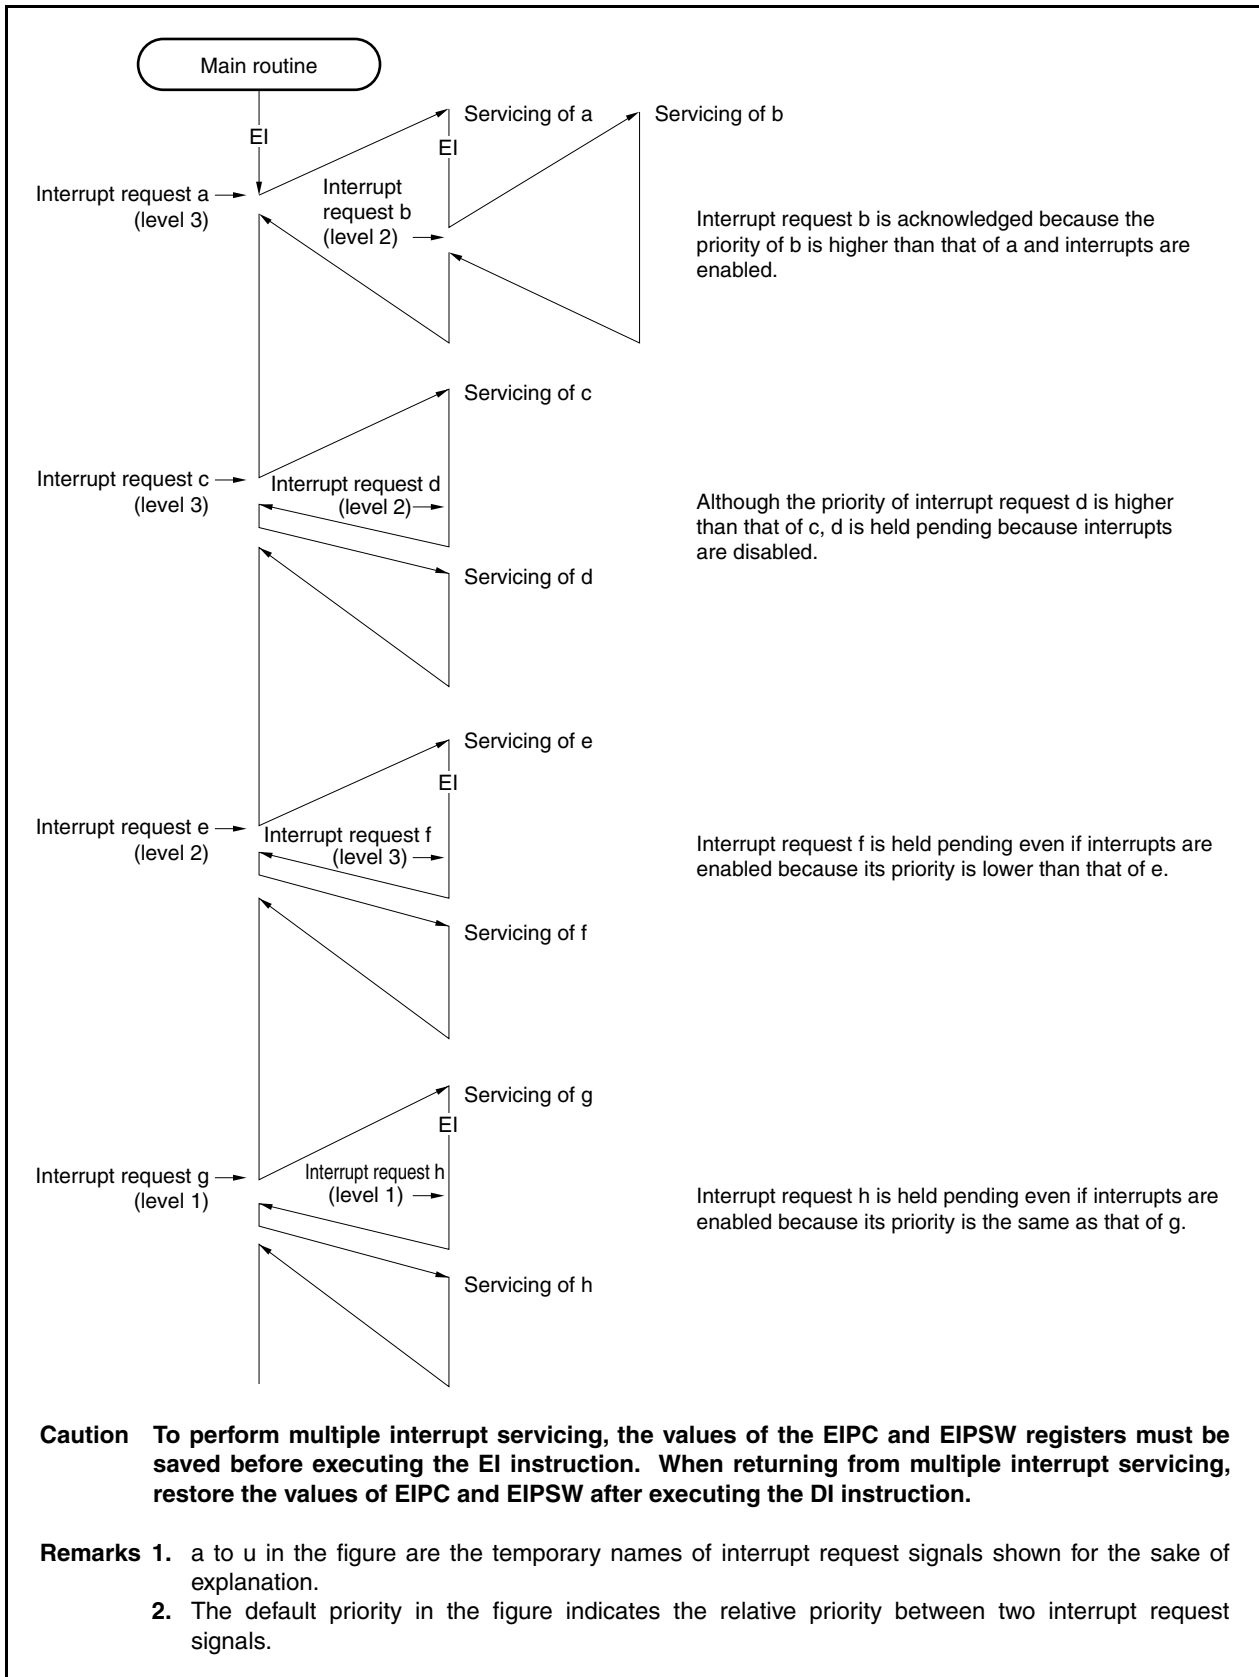 Main routine
EI
Servicing of a
Servicing of b
EI
Interrupt request a
(level 3)
Interrupt
request b
(level 2)
Interrupt request b is acknowledged because the
priority of b is higher than that of a and interrupts are
enabled.
Servicing of c
Interrupt request c
(level 3)
Interrupt request d
(level 2)
Although the priority of interrupt request d is higher
than that of c, d is held pending because interrupts
are disabled.
Servicing of d
Servicing of e
EI
Interrupt request e
(level 2)
Interrupt request f
(level 3)
Interrupt request f is held pending even if interrupts are
enabled because its priority is lower than that of e.
Servicing of f
Servicing of g
EI
Interrupt request g
(level 1)
Interrupt request h
(level 1)
Interrupt request h is held pending even if interrupts are
enabled because its priority is the same as that of g.
Servicing of h
Caution To perform multiple interrupt servicing, the values of the EIPC and EIPSW registers must be
saved before executing the EI instruction. When returning from multiple interrupt servicing,
restore the values of EIPC and EIPSW after executing the DI instruction.
Remarks 1. a to u in the figure are the temporary names of interrupt request signals shown for the sake of
explanation.
2. The default priority in the figure indicates the relative priority between two interrupt request
signals.